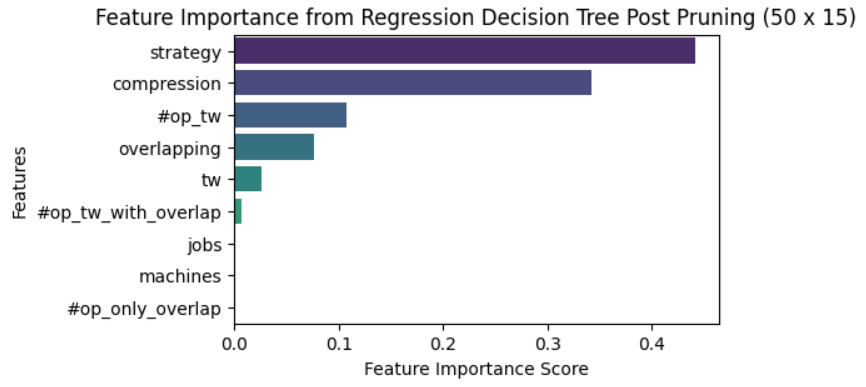 Feature Importance from Regression Decision Tree Post Pruning (50 x 15)
strategy
compression
#op_tw
overlapping
tw
#op_tw_with_overlap
jobs
machines
#op_only_overlap
Features
0.0 0.1 0.2 0.3 0.4
Feature Importance Score